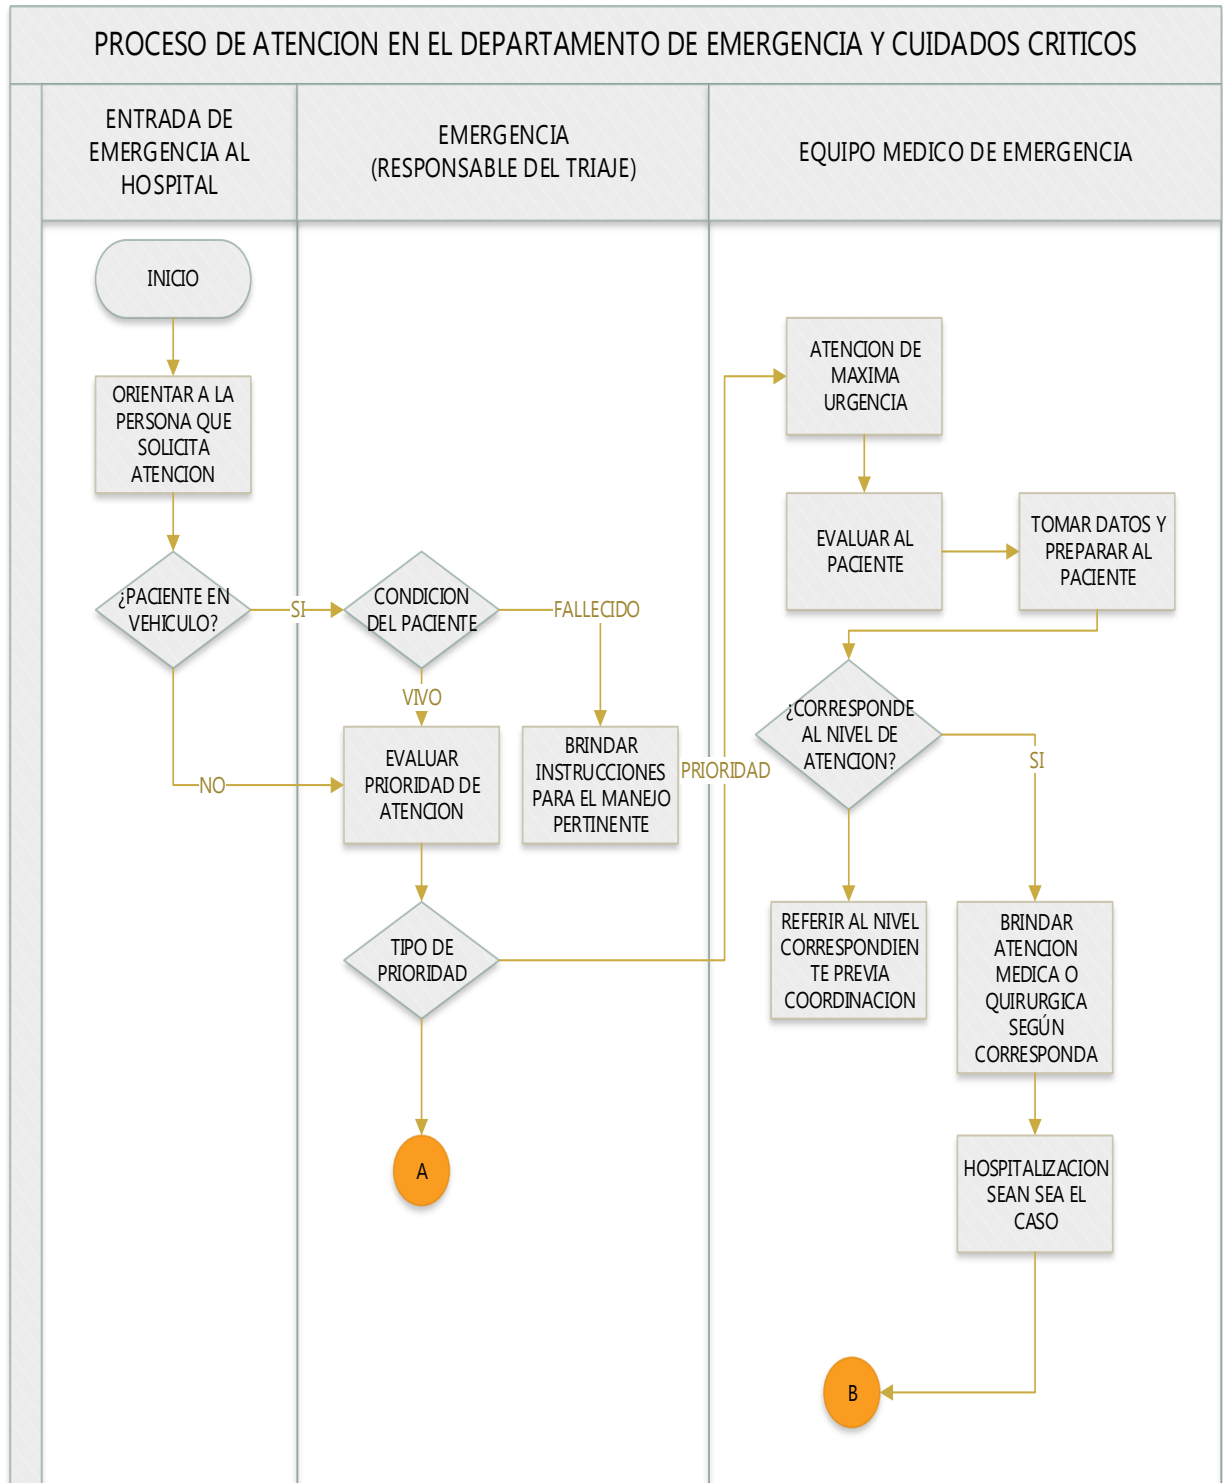 PROCESO DE ATENCION EN EL DEPARTAMENTO DE EMERGENCIA Y CUIDADOS CRITICOS
ENTRADA DE
EMERGENCIA AL
HOSPITAL
EMERGENCIA
(RESPONSABLE DEL TRIAJE)
EQUIPO MEDICO DE EMERGENCIA
INICIO
ORIENTAR A LA
PERSONA QUE
SOLICITA
ATENCION
¿PACIENTE EN
VEHICULO?
SI
NO
CONDICION
DEL PACIENTE
FALLECIDO
VIVO
EVALUAR
PRIORIDAD DE
ATENCION
BRINDAR
INSTRUCCIONES
PARA EL MANEJO
PERTINENTE
TIPO DE
PRIORIDAD
PRIORIDAD
A
ATENCION DE
MAXIMA
URGENCIA
EVALUAR AL
PACIENTE
TOMAR DATOS Y
PREPARAR AL
PACIENTE
¿CORRESPONDE
AL NIVEL DE
ATENCION?
SI
REFERIR AL NIVEL
CORRESPONDIEN
TE PREVIA
COORDINACION
BRINDAR
ATENCION
MEDICA O
QUIRURGICA
SEGÚN
CORRESPONDA
HOSPITALIZACION
SEAN SEA EL
CASO
B